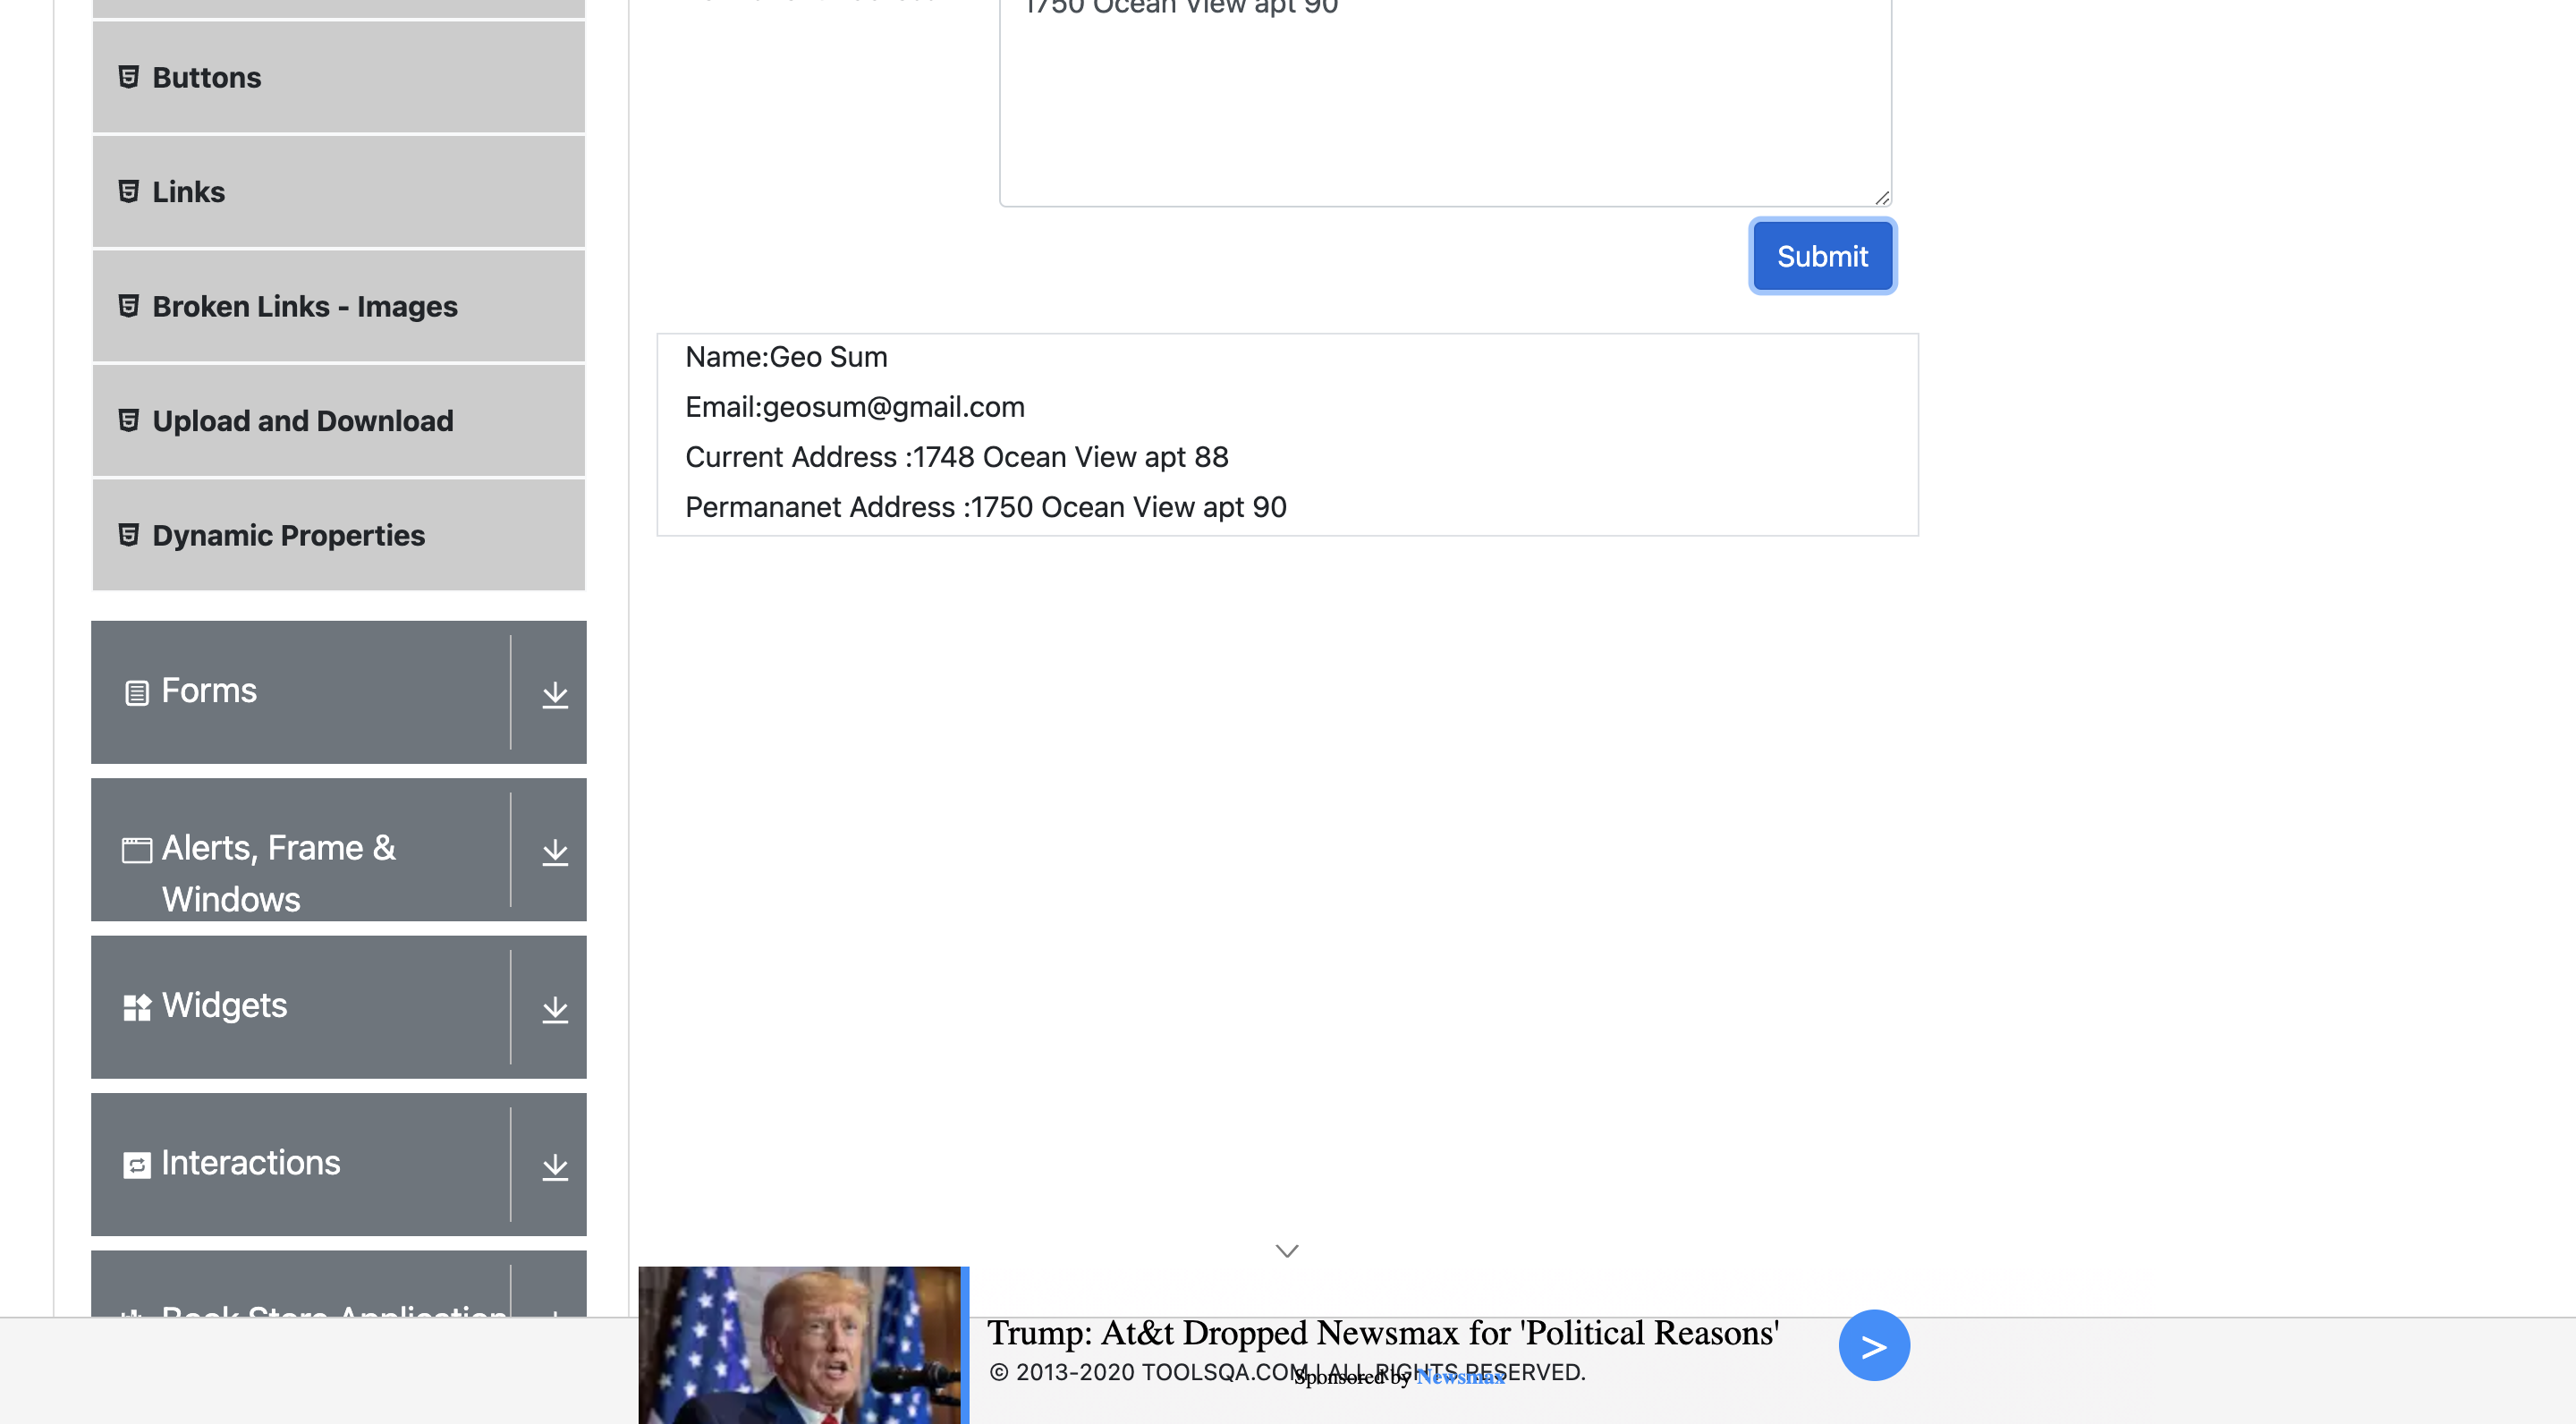 1750 Ocean View apt 90
Buttons
Links
Broken Links - Images
Upload and Download
Dynamic Properties
Submit
Name:Geo Sum
Email:geosum@gmail.com
Current Address :1748 Ocean View apt 88
Permananet Address :1750 Ocean View apt 90
Forms
Alerts, Frame &
Windows
Widgets
Interactions
Book Store Application
Trump: At&t Dropped Newsmax for 'Political Reasons'
© 2013-2020 TOOLSQA.COM | ALL RIGHTS RESERVED.
Sponsored by Newsmax
>